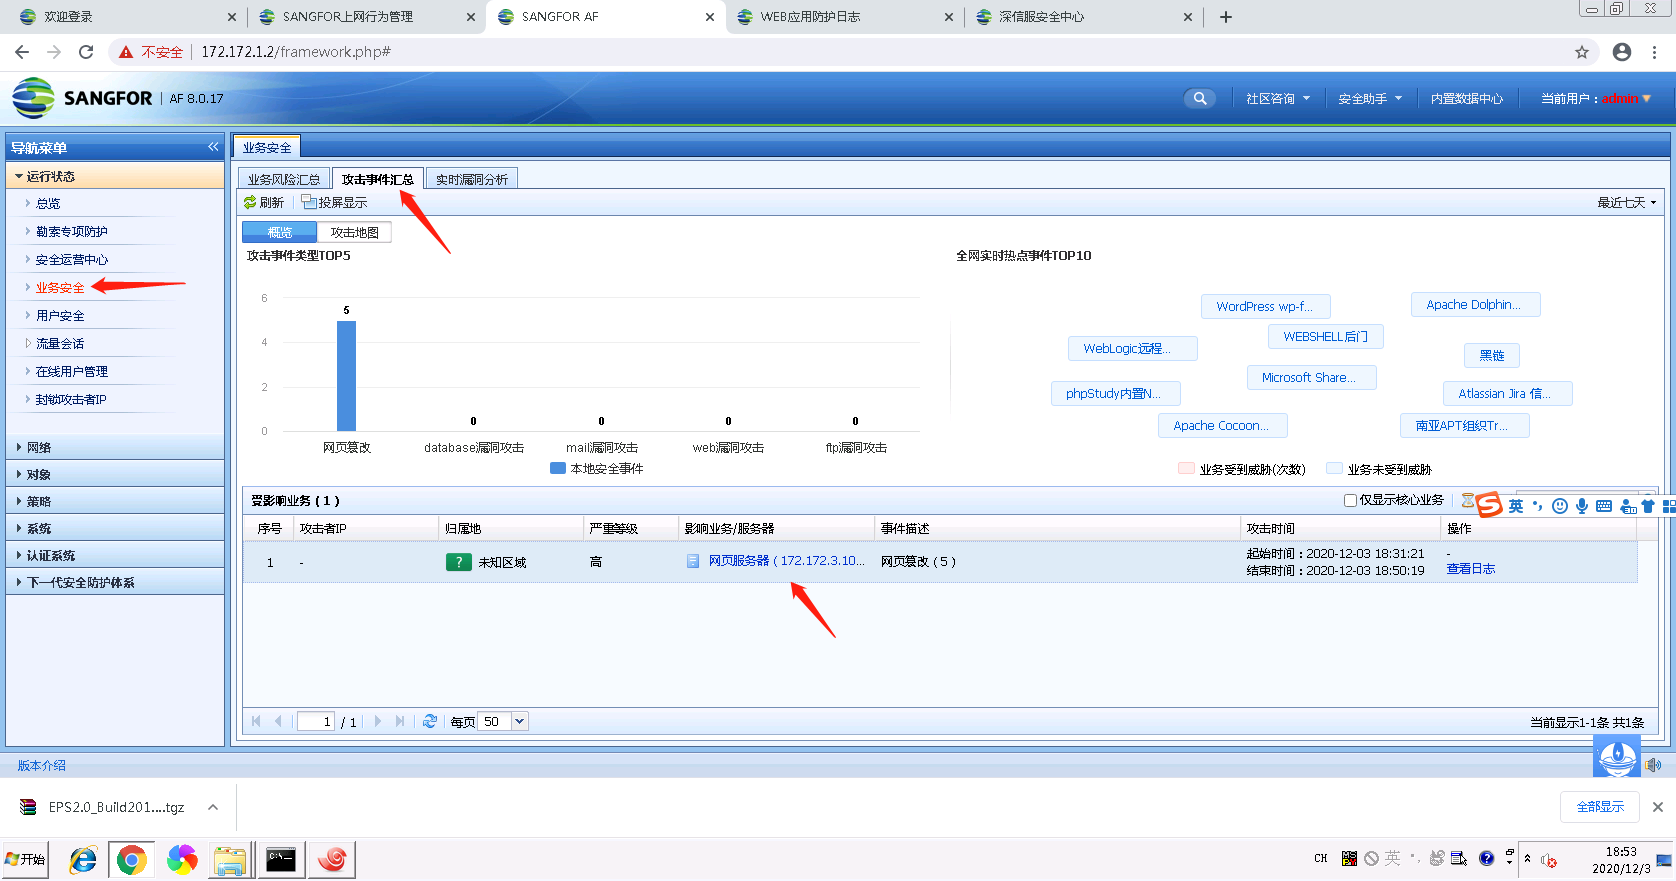 欢迎登录
SANGFOR上网行为管理
SANGFOR AF
WEB应用防护日志
深信服安全中心
不安全 172.172.1.2/framework.php#
SANGFOR AF 8.0.17
社区咨询
安全助手
内置数据中心
当前用户：admin
导航菜单
运行状态
总览
勒索专项防护
安全运营中心
业务安全
用户安全
流量会话
在线用户管理
封锁攻击者IP
网络
对象
策略
系统
认证系统
下一代安全防护体系
业务安全
业务风险汇总 攻击事件汇总 实时漏洞分析
刷新 投屏显示 最近七天
概览 攻击地图
攻击事件类型TOP5
6
4
2
0
5
0
0
0
0
网页篡改 database漏洞攻击 mail漏洞攻击 web漏洞攻击 ftp漏洞攻击
本地安全事件
全网实时热点事件TOP10
WordPress wp-f...
Apache Dolphin...
WEBSHELL后门
WebLogic远程...
黑链
Microsoft Share...
phpStudy内置N...
Atlassian Jira 信...
Apache Cocoon...
南亚APT组织Tr...
业务受到威胁(次数) 业务未受到威胁
受影响业务 ( 1 ) 仅显示核心业务
英
序号 攻击者IP 归属地 严重等级 影响业务/服务器 事件描述 攻击时间 操作
1 - ? 未知区域 高 网页服务器 ( 172.172.3.10... 网页篡改 ( 5 )
起始时间：2020-12-03 18:31:21 -
结束时间：2020-12-03 18:50:19 查看日志
1 / 1 每页 50 当前显示1-1条 共1条
版本介绍
EPS2.0_Build201....tgz 全部显示
开始
CH 英
18:53
2020/12/3